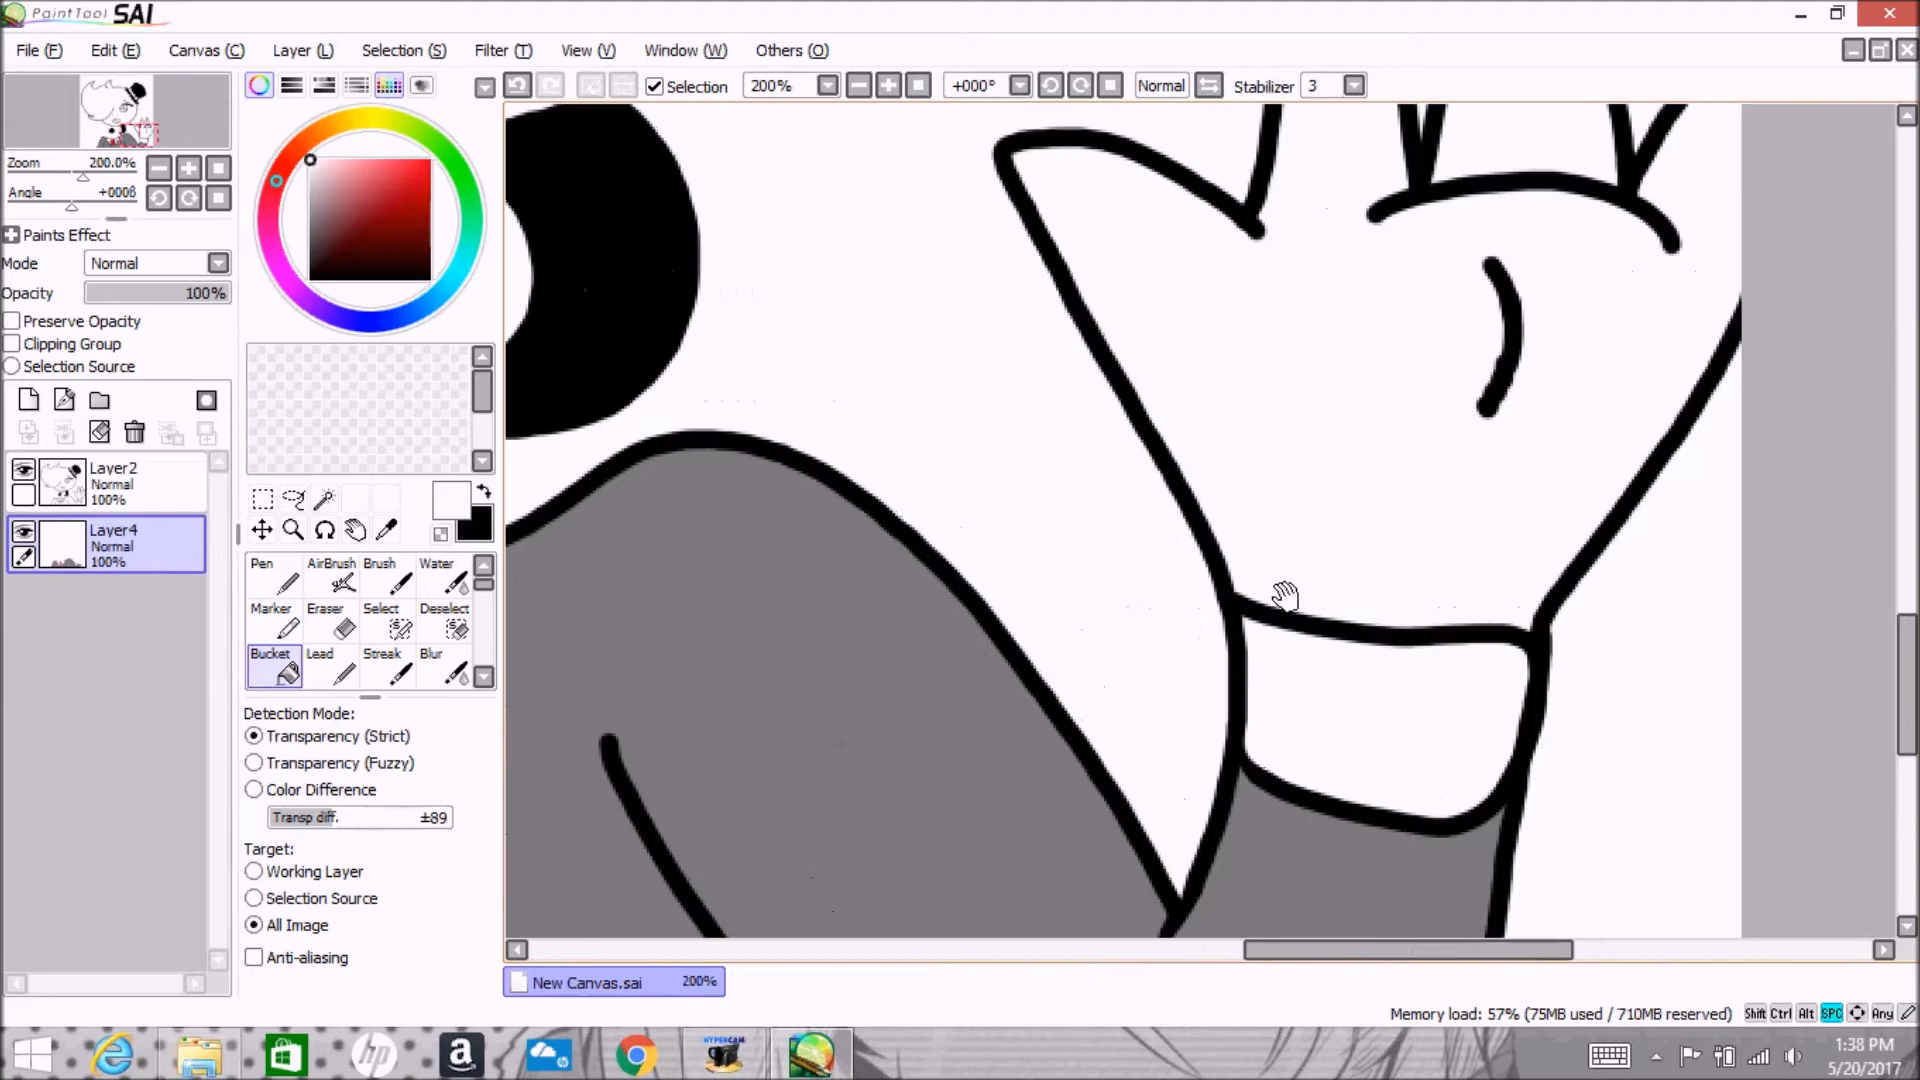 PaintTool SAI
File (F) Edit (E) Canvas (C) Layer (L) Selection (S) Filter (T) View (V) Window (W) Others (O)
Selection 200% +000° Normal Stabilizer 3
Zoom 200.0%
Angle +000ß
Paints Effect
Mode Normal
Opacity 100%
Preserve Opacity
Clipping Group
Selection Source
Layer2
Normal
100%
Layer4
Normal
100%
Pen AirBrush Brush Water
Marker Eraser Select Deselect
Bucket Lead Streak Blur
Detection Mode:
Transparency (Strict)
Transparency (Fuzzy)
Color Difference
Transp diff. ±89
Target:
Working Layer
Selection Source
All Image
Anti-aliasing
New Canvas.sai 200%
Memory load: 57% (75MB used / 710MB reserved) Shift Ctrl Alt SPC Any
hp a HYPERCAM
1:38 PM
5/20/2017